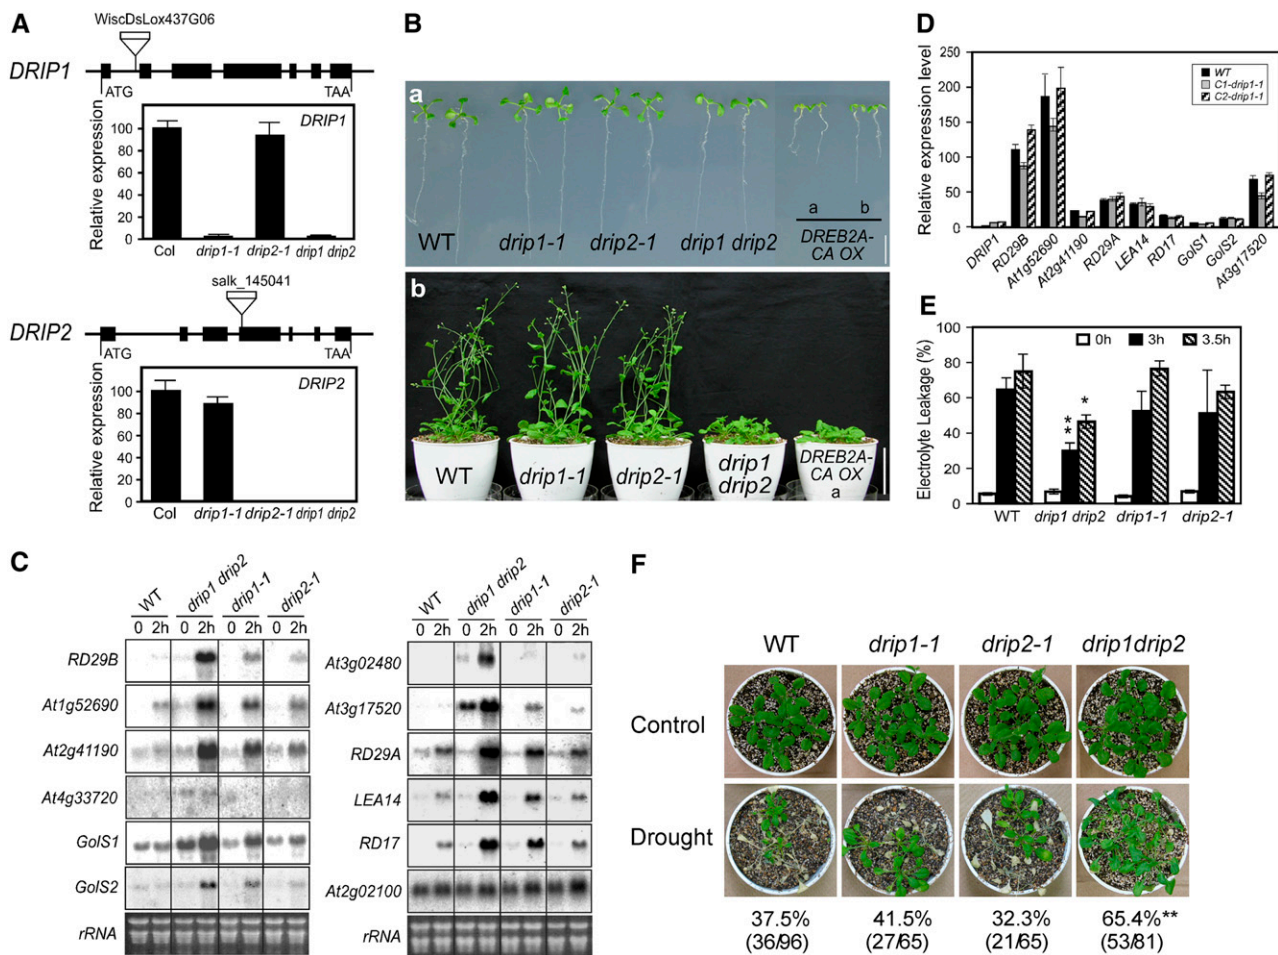 A
WiscDsLox437G06
DRIP1
ATG
TAA
DRIP1
Relative expression
100
80
60
40
20
0
Col
drip1-1
drip2-1
drip1 drip2
salk_145041
DRIP2
ATG
TAA
DRIP2
Relative expression
100
80
60
40
20
0
Col
drip1-1
drip2-1
drip1 drip2
B
a
WT
drip1-1
drip2-1
drip1 drip2
a
b
DREB2A-
CA OX
b
WT
drip1-1
drip2-1
drip1
drip2
DREB2A-
CA OX
a
C
WT
drip1 drip2
drip1-1
drip2-1
0 2h 0 2h 0 2h 0 2h
RD29B
At1g52690
At2g41190
At4g33720
GolS1
GolS2
rRNA
WT
drip1 drip2
drip1-1
drip2-1
0 2h 0 2h 0 2h 0 2h
At3g02480
At3g17520
RD29A
LEA14
RD17
At2g02100
rRNA
D
Relative expression level
250
200
150
100
50
0
WT
C1-drip1-1
C2-drip1-1
DRIP1
RD29B
At1g52690
At2g41190
RD29A
LEA14
RD17
GolS1
GolS2
At3g17520
E
Electrolyte Leakage (%)
100
80
60
40
20
0
0h
3h
3.5h
**
*
WT
drip1 drip2
drip1-1
drip2-1
F
WT
drip1-1
drip2-1
drip1drip2
Control
Drought
37.5% 41.5% 32.3% 65.4%**
(36/96) (27/65) (21/65) (53/81)